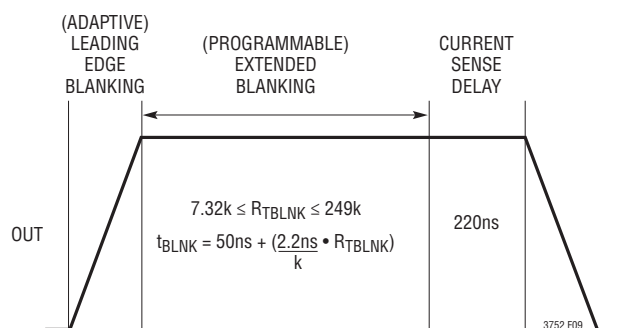 (ADAPTIVE)
LEADING
EDGE
BLANKING
(PROGRAMMABLE)
EXTENDED
BLANKING
CURRENT
SENSE
DELAY
OUT
7.32k ≤ RTBLNK ≤ 249k
tBLNK = 50ns + (2.2ns/k • RTBLNK)
220ns
3752 F09